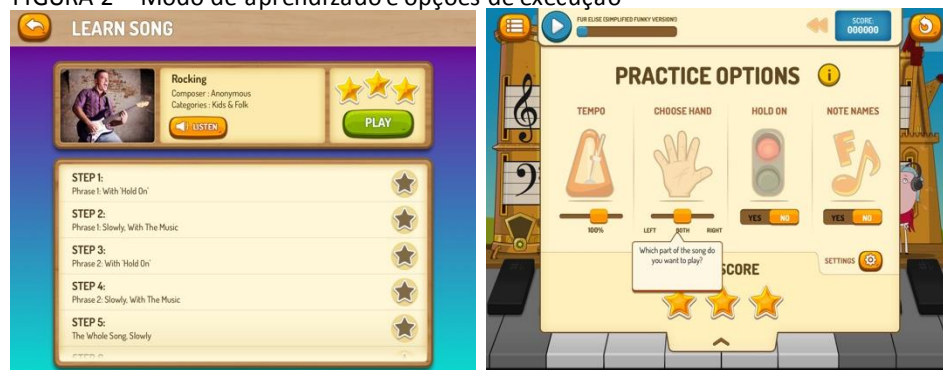 FIGURA 2 – Modo de aprendizado e opções de execução
LEARN SONG
Rocking
Composer : Anonymous
Categories : Kids & Folk
LISTEN
PLAY
STEP 1:
Phrase 1: With 'Hold On'
STEP 2:
Phrase 1: Slowly, With The Music
STEP 3:
Phrase 2: With 'Hold On'
STEP 4:
Phrase 2: Slowly, With The Music
STEP 5:
The Whole Song, Slowly
FUR ELISE (SIMPLIFIED FUNKY VERSION)
SCORE:
000000
PRACTICE OPTIONS i
TEMPO CHOOSE HAND HOLD ON NOTE NAMES
100% LEFT BOTH RIGHT YES NO YES NO
Which part of the song do
you want to play?
SCORE
SETTINGS